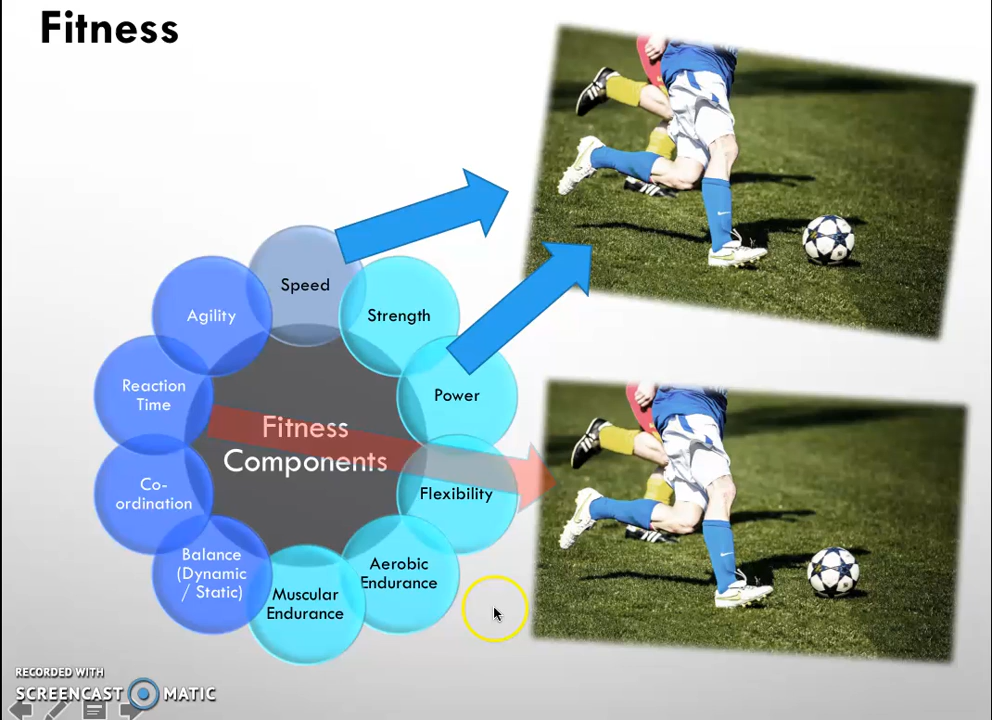 Fitness
Speed
Agility
Strength
Reaction
Time
Power
Fitness
Components
Co-
ordination
Flexibility
Balance
(Dynamic
/ Static)
Aerobic
Endurance
Muscular
Endurance
RECORDED WITH
SCREENCAST MATIC